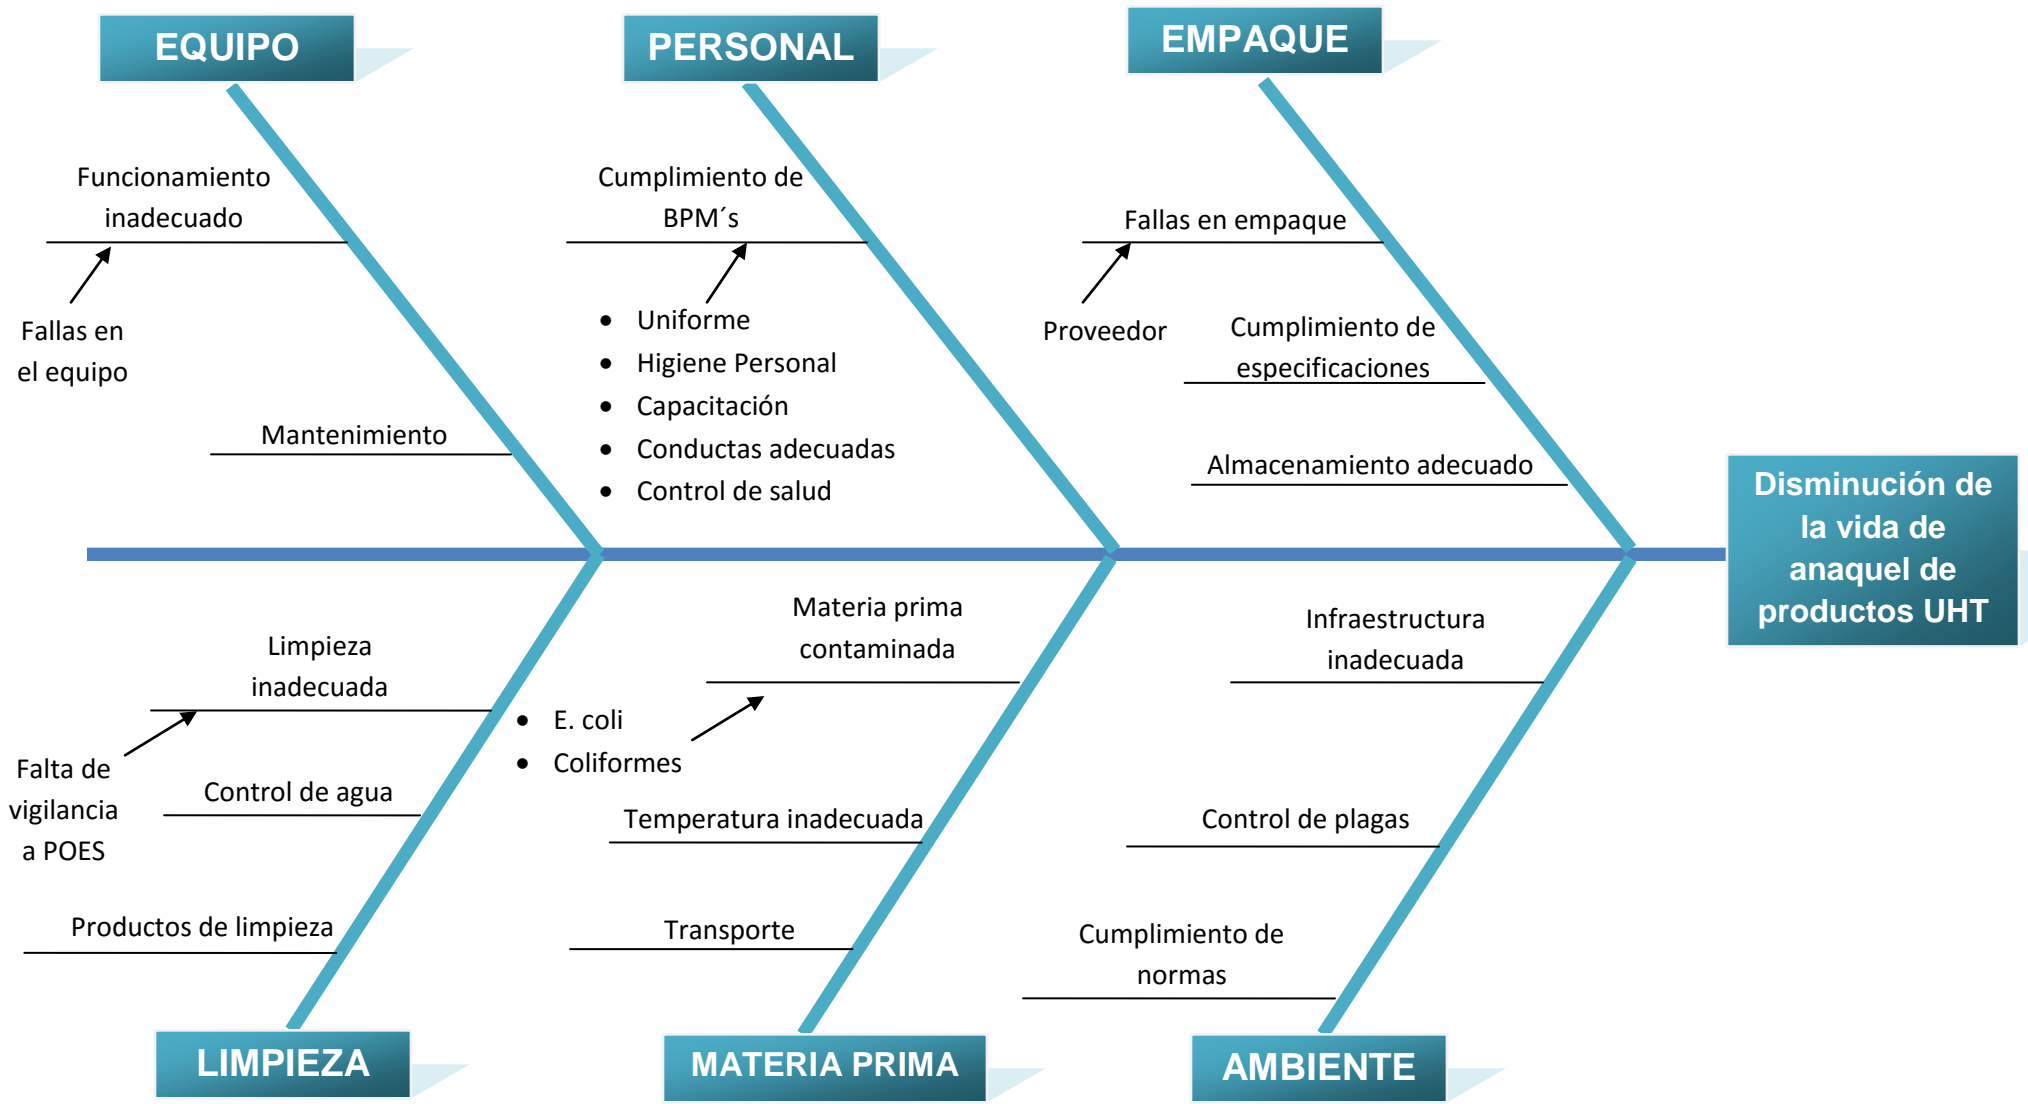 EQUIPO
PERSONAL
EMPAQUE
Funcionamiento
inadecuado
Fallas en
el equipo
Mantenimiento
Cumplimiento de
BPM´s
• Uniforme
• Higiene Personal
• Capacitación
• Conductas adecuadas
• Control de salud
Fallas en empaque
Proveedor
Cumplimiento de
especificaciones
Almacenamiento adecuado
Disminución de
la vida de
anaquel de
productos UHT
Limpieza
inadecuada
Falta de
vigilancia
a POES
Control de agua
Productos de limpieza
Materia prima
contaminada
• E. coli
• Coliformes
Temperatura inadecuada
Transporte
Infraestructura
inadecuada
Control de plagas
Cumplimiento de
normas
LIMPIEZA
MATERIA PRIMA
AMBIENTE